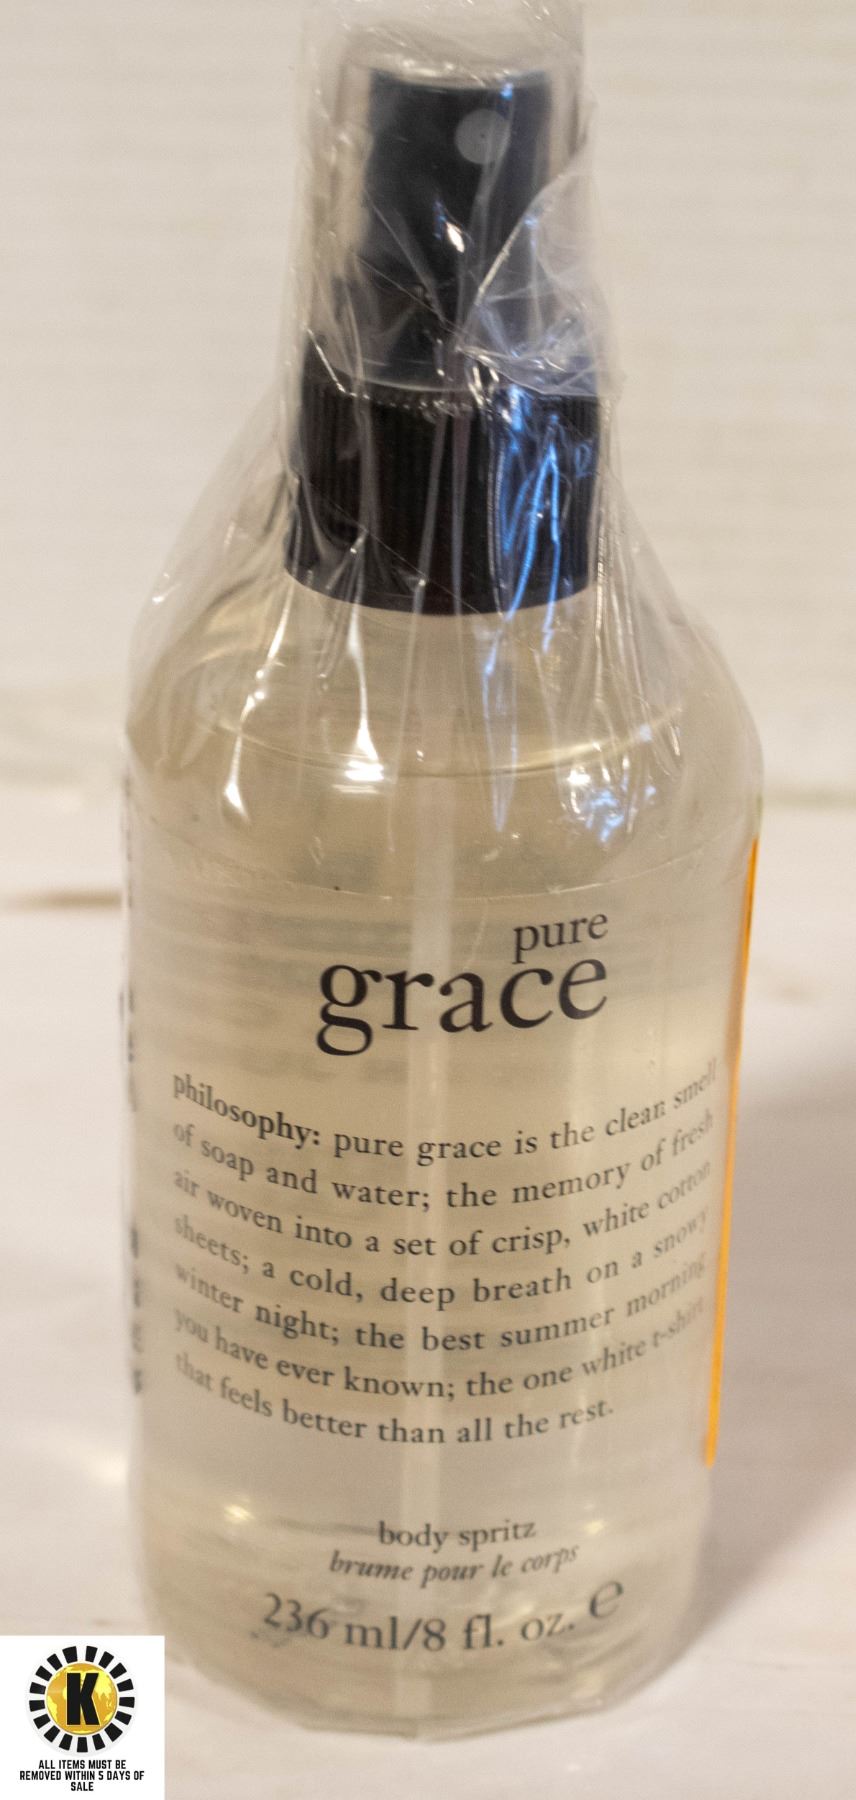 pure
grace
philosophy: pure grace is the clean smell
of soap and water; the memory of fresh
air woven into a set of crisp, white cotton
sheets; a cold, deep breath on a snowy
winter night; the best summer morning
you have ever known; the one white t-shirt
that feels better than all the rest.
body spritz
brume pour le corps
236 ml/8 fl. oz. ℮
K
ALL ITEMS MUST BE
REMOVED WITHIN 5 DAYS OF
SALE